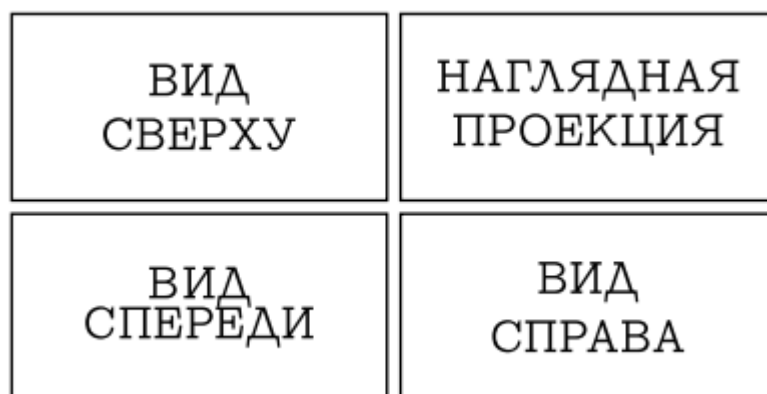 ВИД
СВЕРХУ
НАГЛЯДНАЯ
ПРОЕКЦИЯ
ВИД
СПЕРЕДИ
ВИД
СПРАВА